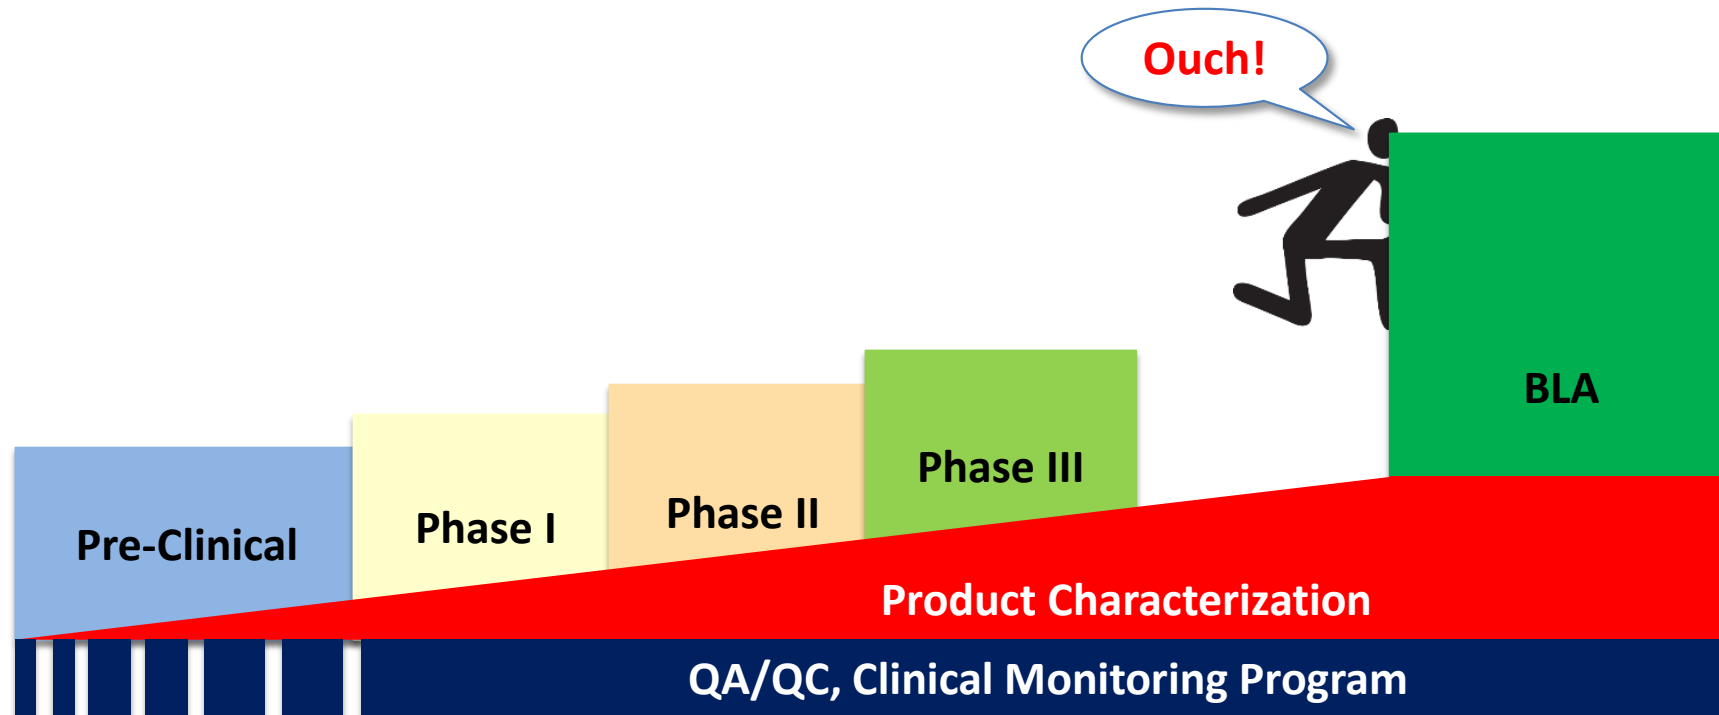 Ouch!
BLA
Phase III
Phase II
Phase I
Pre-Clinical
Product Characterization
QA/QC, Clinical Monitoring Program